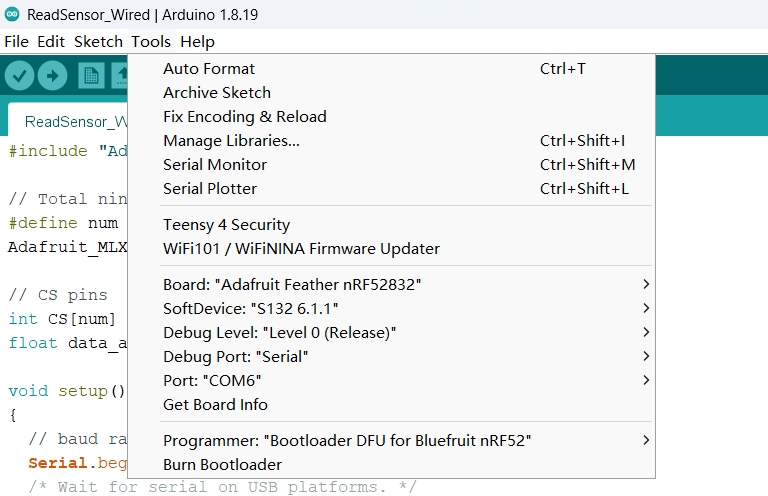 ReadSensor_Wired | Arduino 1.8.19
File Edit Sketch Tools Help
Auto Format Ctrl+T
Archive Sketch
Fix Encoding & Reload
Manage Libraries... Ctrl+Shift+I
Serial Monitor Ctrl+Shift+M
Serial Plotter Ctrl+Shift+L
Teensy 4 Security
WiFi101 / WiFiNINA Firmware Updater
Board: "Adafruit Feather nRF52832"
SoftDevice: "S132 6.1.1"
Debug Level: "Level 0 (Release)"
Debug Port: "Serial"
Port: "COM6"
Get Board Info
Programmer: "Bootloader DFU for Bluefruit nRF52"
Burn Bootloader
ReadSensor_W
#include "Ad
// Total nin
#define num
Adafruit_MLX
// CS pins
int CS[num]
float data_a
void setup()
{
// baud ra
Serial.beg
/* Wait for serial on USB platforms. */